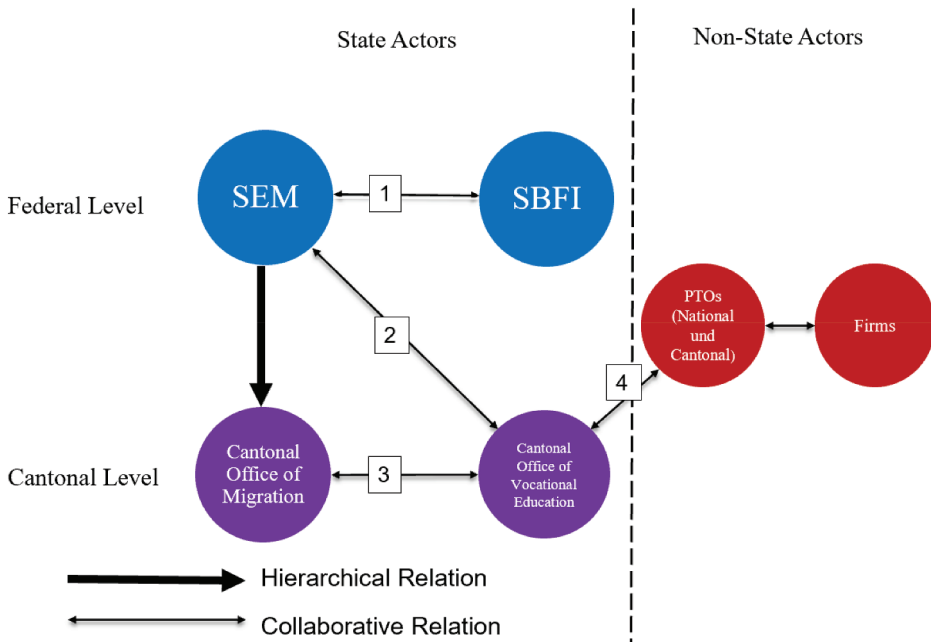 State Actors
Non-State Actors
Federal Level
SEM
1
SBFI
PTOs
(National
und
Cantonal)
Firms
2
4
Cantonal Level
Cantonal
Office of
Migration
3
Cantonal
Office of
Vocational
Education
Hierarchical Relation
Collaborative Relation